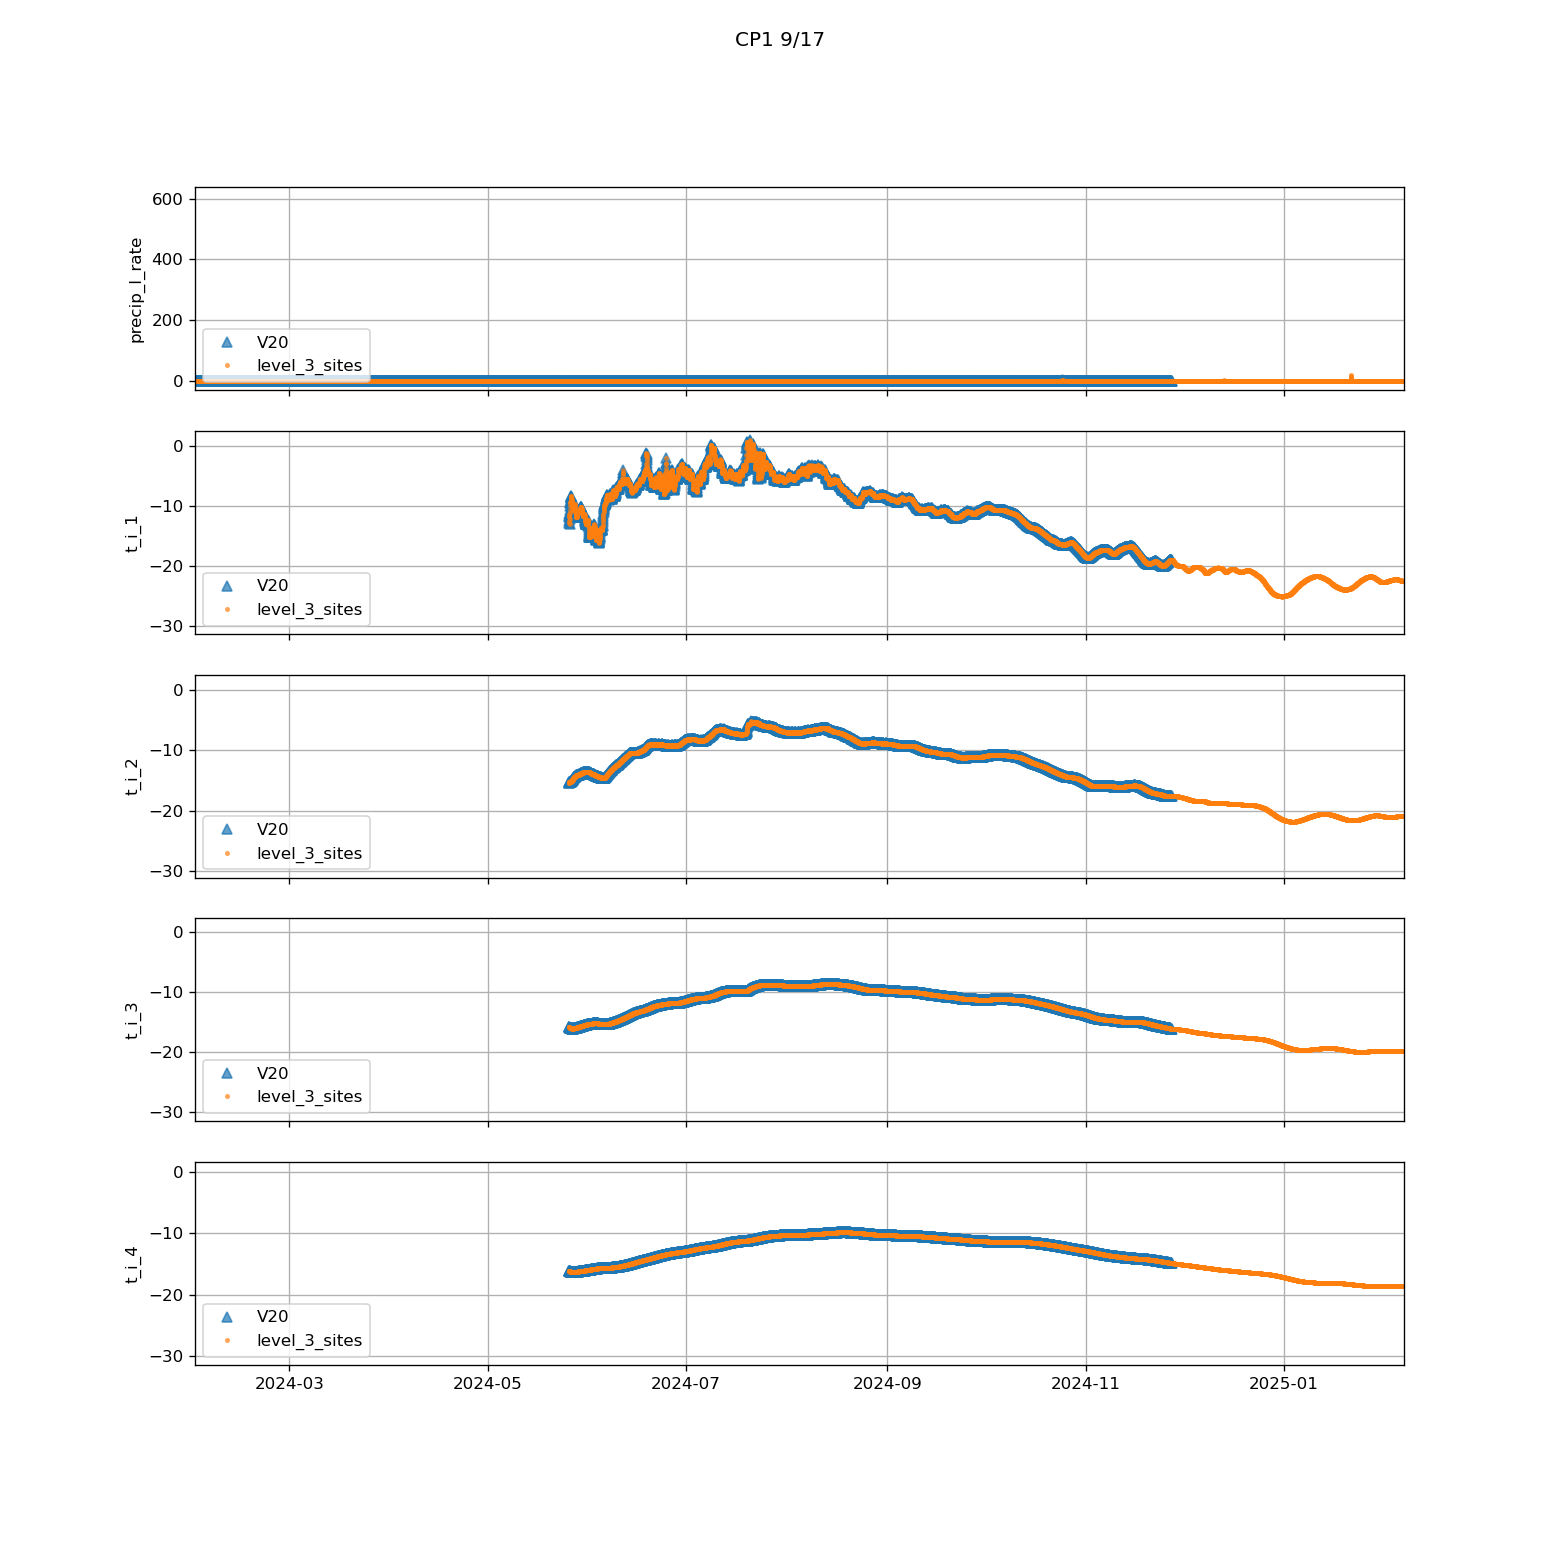 CP1 9/17
600
400
200
0
precip_l_rate
V20
level_3_sites
0
−10
−20
−30
t_i_1
V20
level_3_sites
0
−10
−20
−30
t_i_2
V20
level_3_sites
0
−10
−20
−30
t_i_3
V20
level_3_sites
0
−10
−20
−30
t_i_4
V20
level_3_sites
2024-03 2024-05 2024-07 2024-09 2024-11 2025-01